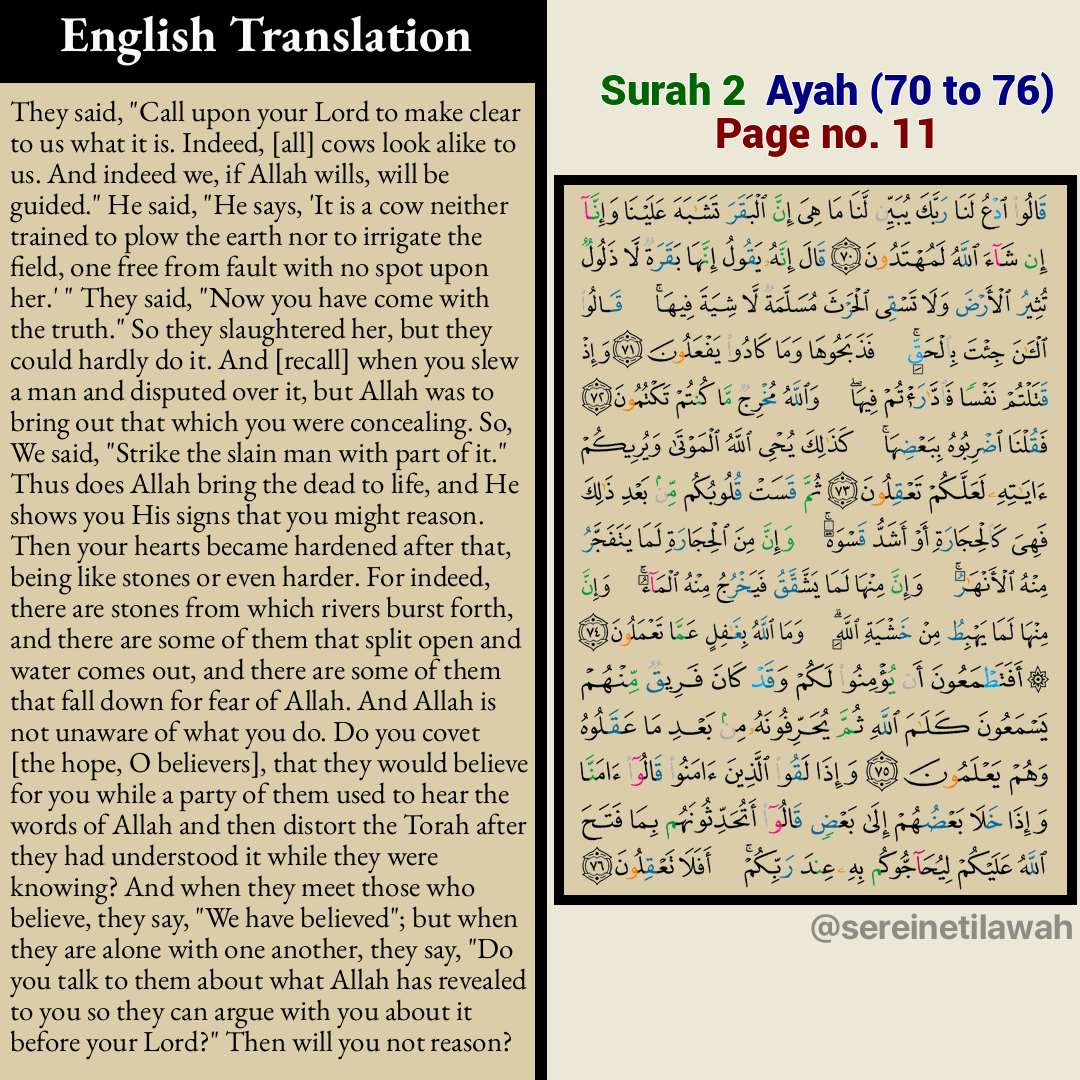 English Translation
They said, "Call upon your Lord to make clear
to us what it is. Indeed, [all] cows look alike to
us. And indeed we, if Allah wills, will be
guided." He said, "He says, 'It is a cow neither
trained to plow the earth nor to irrigate the
field, one free from fault with no spot upon
her.' " They said, "Now you have come with
the truth." So they slaughtered her, but they
could hardly do it. And [recall] when you slew
a man and disputed over it, but Allah was to
bring out that which you were concealing. So,
We said, "Strike the slain man with part of it."
Thus does Allah bring the dead to life, and He
shows you His signs that you might reason.
Then your hearts became hardened after that,
being like stones or even harder. For indeed,
there are stones from which rivers burst forth,
and there are some of them that split open and
water comes out, and there are some of them
that fall down for fear of Allah. And Allah is
not unaware of what you do. Do you covet
[the hope, O believers], that they would believe
for you while a party of them used to hear the
words of Allah and then distort the Torah after
they had understood it while they were
knowing? And when they meet those who
believe, they say, "We have believed"; but when
they are alone with one another, they say, "Do
you talk to them about what Allah has revealed
to you so they can argue with you about it
before your Lord?" Then will you not reason?
Surah 2 Ayah (70 to 76)
Page no. 11
قَالُوا۟ ٱدْعُ لَنَا رَبَّكَ يُبَيِّن لَّنَا مَا هِىَ إِنَّ ٱلْبَقَرَ تَشَـٰبَهَ عَلَيْنَا وَإِنَّآ
إِن شَآءَ ٱللَّهُ لَمُهْتَدُونَ ﴿٧٠﴾ قَالَ إِنَّهُۥ يَقُولُ إِنَّهَا بَقَرَةٌ لَّا ذَلُولٌ
تُثِيرُ ٱلْأَرْضَ وَلَا تَسْقِى ٱلْحَرْثَ مُسَلَّمَةٌ لَّا شِيَةَ فِيهَا ۚ قَالُوا۟
ٱلْـَٔـٰنَ جِئْتَ بِٱلْحَقِّ ۚ فَذَبَحُوهَا وَمَا كَادُوا۟ يَفْعَلُونَ ﴿٧١﴾ وَإِذْ
قَتَلْتُمْ نَفْسًا فَٱدَّٰرَْٰٔتُمْ فِيهَا ۖ وَٱللَّهُ مُخْرِجٌ مَّا كُنتُمْ تَكْتُمُونَ ﴿٧٢﴾
فَقُلْنَا ٱضْرِبُوهُ بِبَعْضِهَا ۚ كَذَٰلِكَ يُحْىِ ٱللَّهُ ٱلْمَوْتَىٰ وَيُرِيكُمْ
ءَايَـٰتِهِۦ لَعَلَّكُمْ تَعْقِلُونَ ﴿٧٣﴾ ثُمَّ قَسَتْ قُلُوبُكُم مِّنۢ بَعْدِ ذَٰلِكَ
فَهِىَ كَٱلْحِجَارَةِ أَوْ أَشَدُّ قَسْوَةً ۚ وَإِنَّ مِنَ ٱلْحِجَارَةِ لَمَا يَتَفَجَّرُ
مِنْهُ ٱلْأَنْهَـٰرُ ۚ وَإِنَّ مِنْهَا لَمَا يَشَّقَّقُ فَيَخْرُجُ مِنْهُ ٱلْمَآءُ ۚ وَإِنَّ
مِنْهَا لَمَا يَهْبِطُ مِنْ خَشْيَةِ ٱللَّهِ ۗ وَمَا ٱللَّهُ بِغَـٰفِلٍ عَمَّا تَعْمَلُونَ ﴿٧٤﴾
۞ أَفَتَطْمَعُونَ أَن يُؤْمِنُوا۟ لَكُمْ وَقَدْ كَانَ فَرِيقٌ مِّنْهُمْ
يَسْمَعُونَ كَلَـٰمَ ٱللَّهِ ثُمَّ يُحَرِّفُونَهُۥ مِنۢ بَعْدِ مَا عَقَلُوهُ
وَهُمْ يَعْلَمُونَ ﴿٧٥﴾ وَإِذَا لَقُوا۟ ٱلَّذِينَ ءَامَنُوا۟ قَالُوٓا۟ ءَامَنَّا
وَإِذَا خَلَا بَعْضُهُمْ إِلَىٰ بَعْضٍ قَالُوٓا۟ أَتُحَدِّثُونَهُم بِمَا فَتَحَ
ٱللَّهُ عَلَيْكُمْ لِيُحَآجُّوكُم بِهِۦ عِندَ رَبِّكُمْ ۚ أَفَلَا تَعْقِلُونَ ﴿٧٦﴾
@sereinetilawah